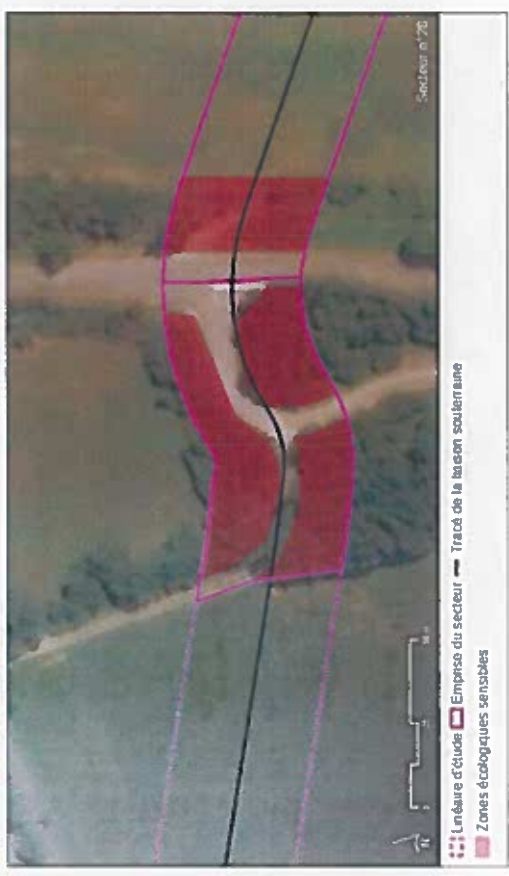 Secteur n°20
N
Linéaire d'étude Emprise du secteur Tracé de la liaison souterraine
Zones écologiques sensibles